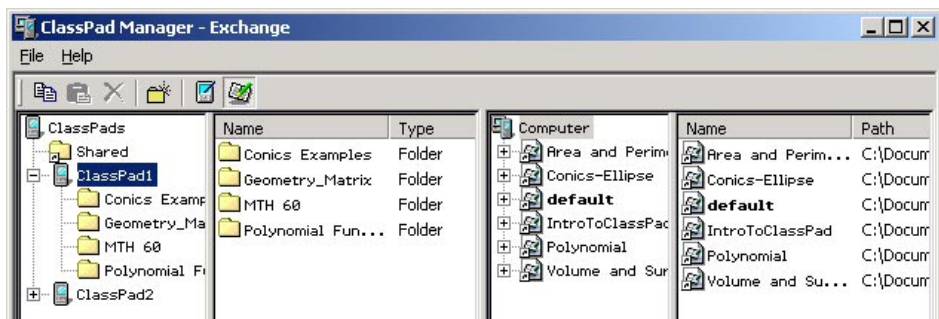 ClassPad Manager - Exchange
File Help
ClassPads
Shared
ClassPad1
Conics Examp
Geometry_Ma
MTH 60
Polynomial F
ClassPad2
Name Type
Conics Examples Folder
Geometry_Matrix Folder
MTH 60 Folder
Polynomial Fun... Folder
Computer
Area and Perim
Conics-Ellipse
default
IntroToClassPad
Polynomial
Volume and Sur
Name Path
Area and Perim... C:\Docum
Conics-Ellipse C:\Docum
default C:\Docum
IntroToClassPad C:\Docum
Polynomial C:\Docum
Volume and Su... C:\Docum